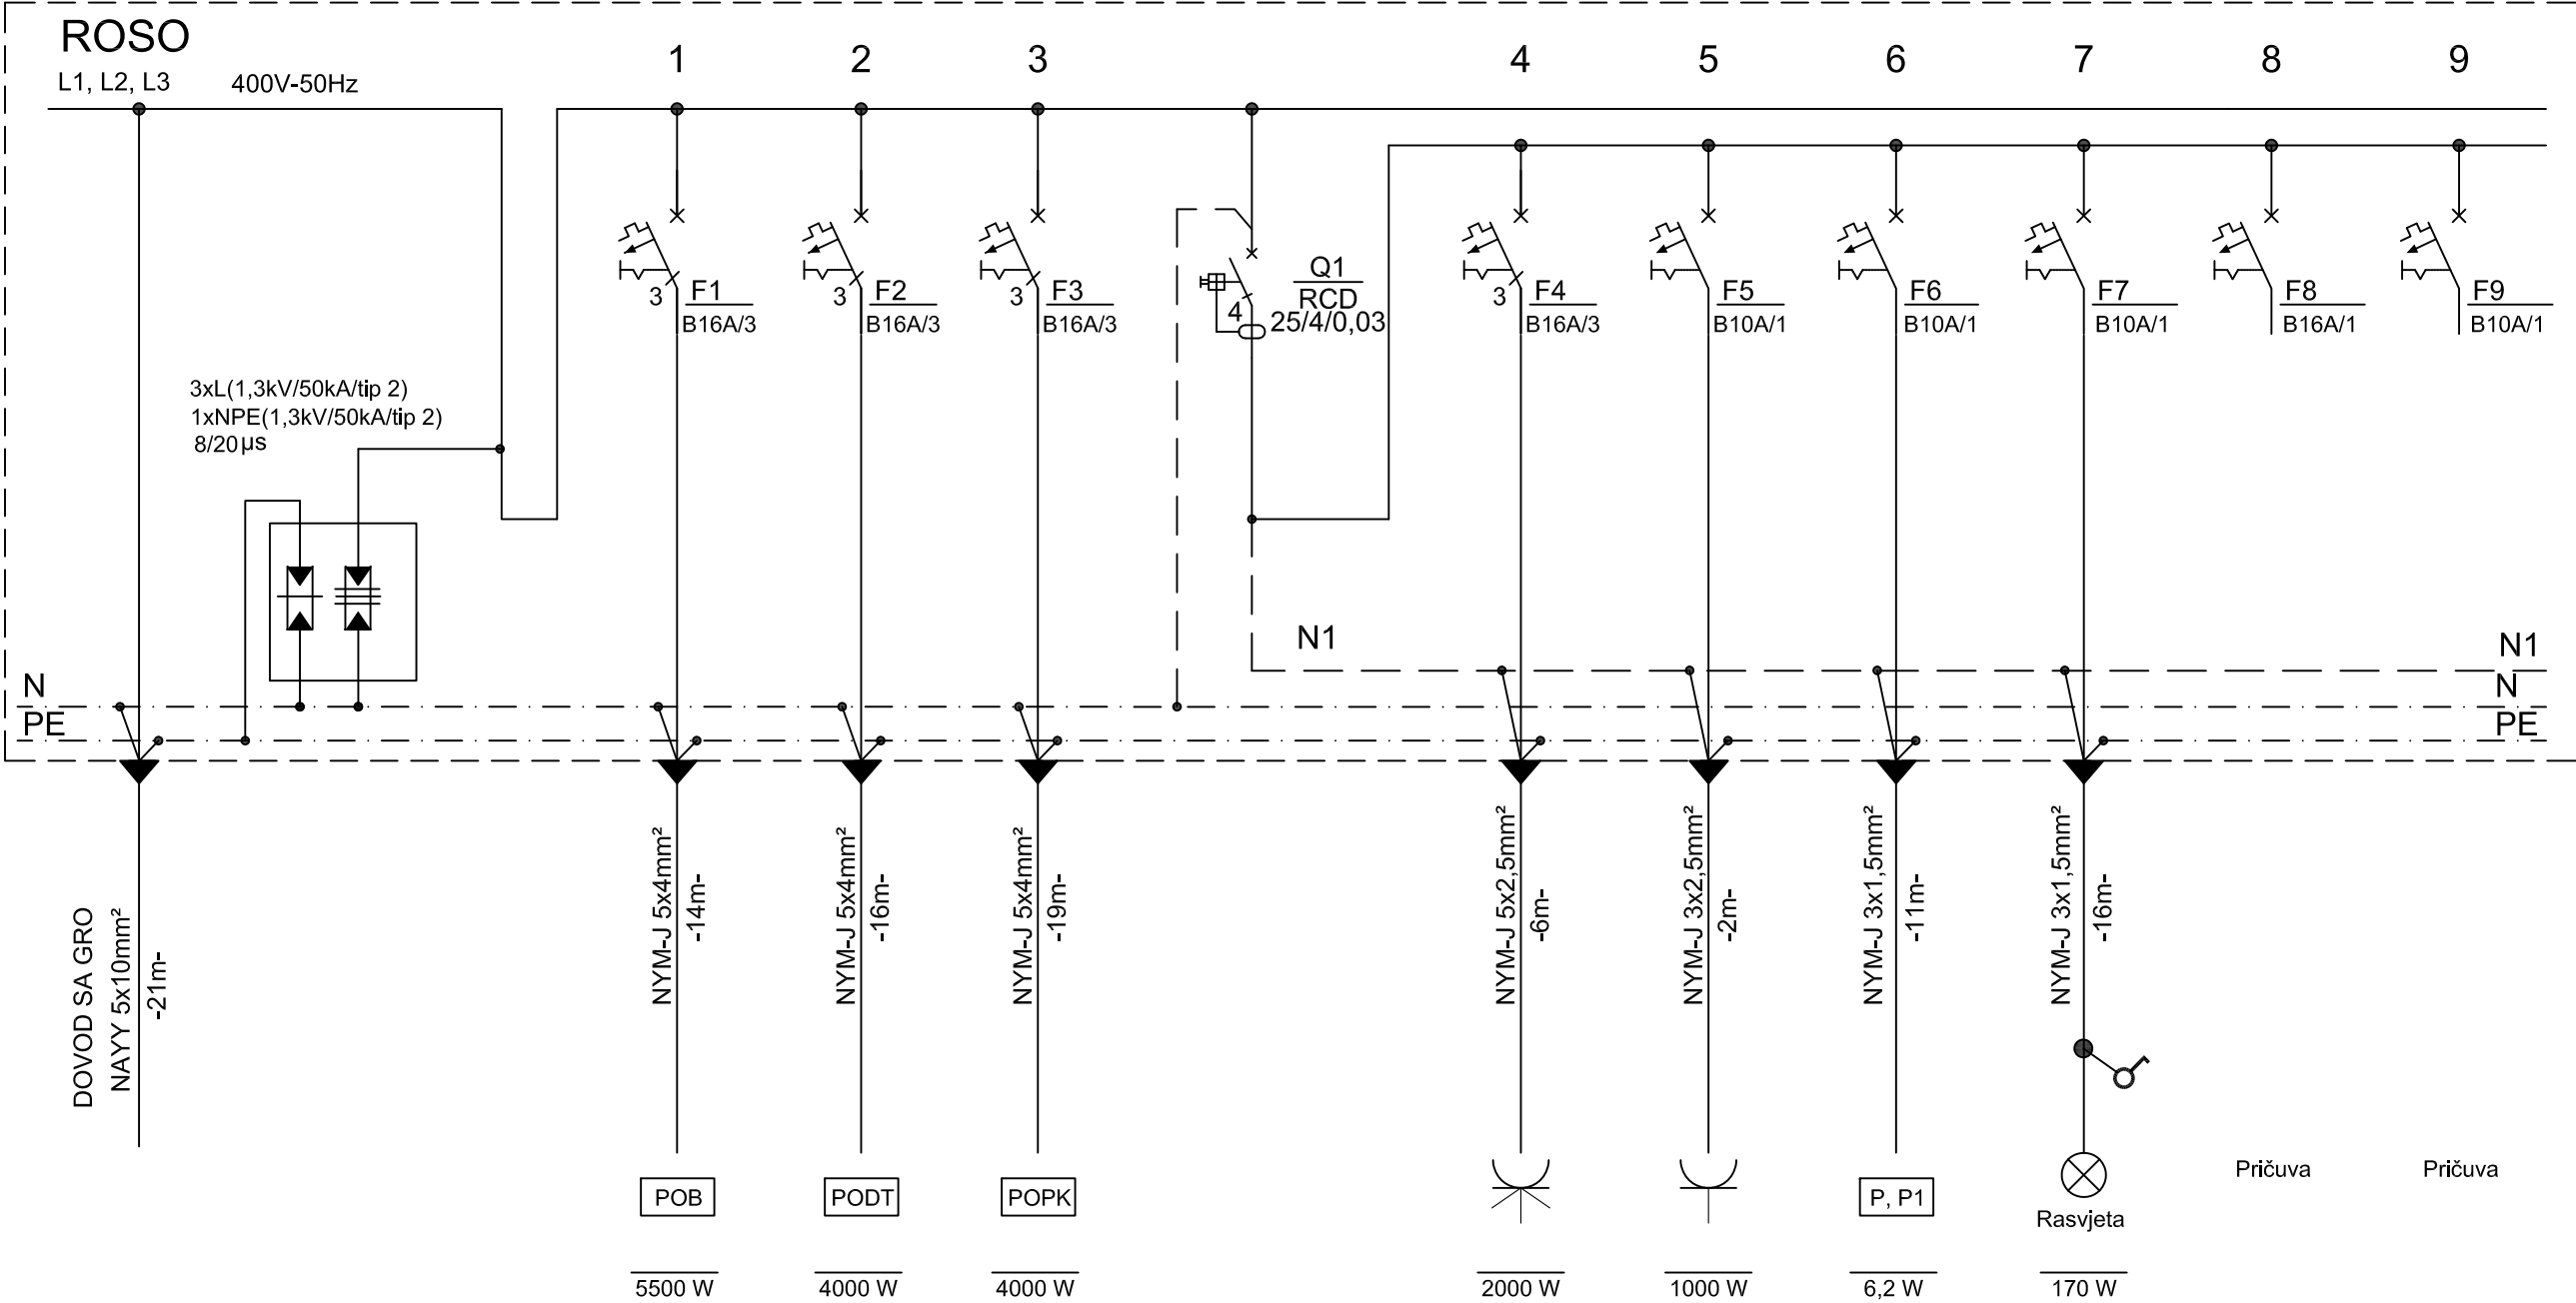 ROSO
L1, L2, L3
400V-50Hz
1
2
3
4
5
6
7
8
9
3
F1
B16A/3
3
F2
B16A/3
3
F3
B16A/3
Q1
RCD
25/4/0,03
4
3
F4
B16A/3
F5
B10A/1
F6
B10A/1
F7
B10A/1
F8
B16A/1
F9
B10A/1
3xL(1,3kV/50kA/tip 2)
1xNPE(1,3kV/50kA/tip 2)
8/20µs
N1
N1
N
N
PE
PE
DOVOD SA GRO
NAYY 5x10mm²
-21m-
NYM-J 5x4mm²
-14m-
NYM-J 5x4mm²
-16m-
NYM-J 5x4mm²
-19m-
NYM-J 5x2,5mm²
-6m-
NYM-J 3x2,5mm²
-2m-
NYM-J 3x1,5mm²
-11m-
NYM-J 3x1,5mm²
-16m-
POB
PODT
POPK
P, P1
Rasvjeta
Pričuva
Pričuva
5500 W
4000 W
4000 W
2000 W
1000 W
6,2 W
170 W